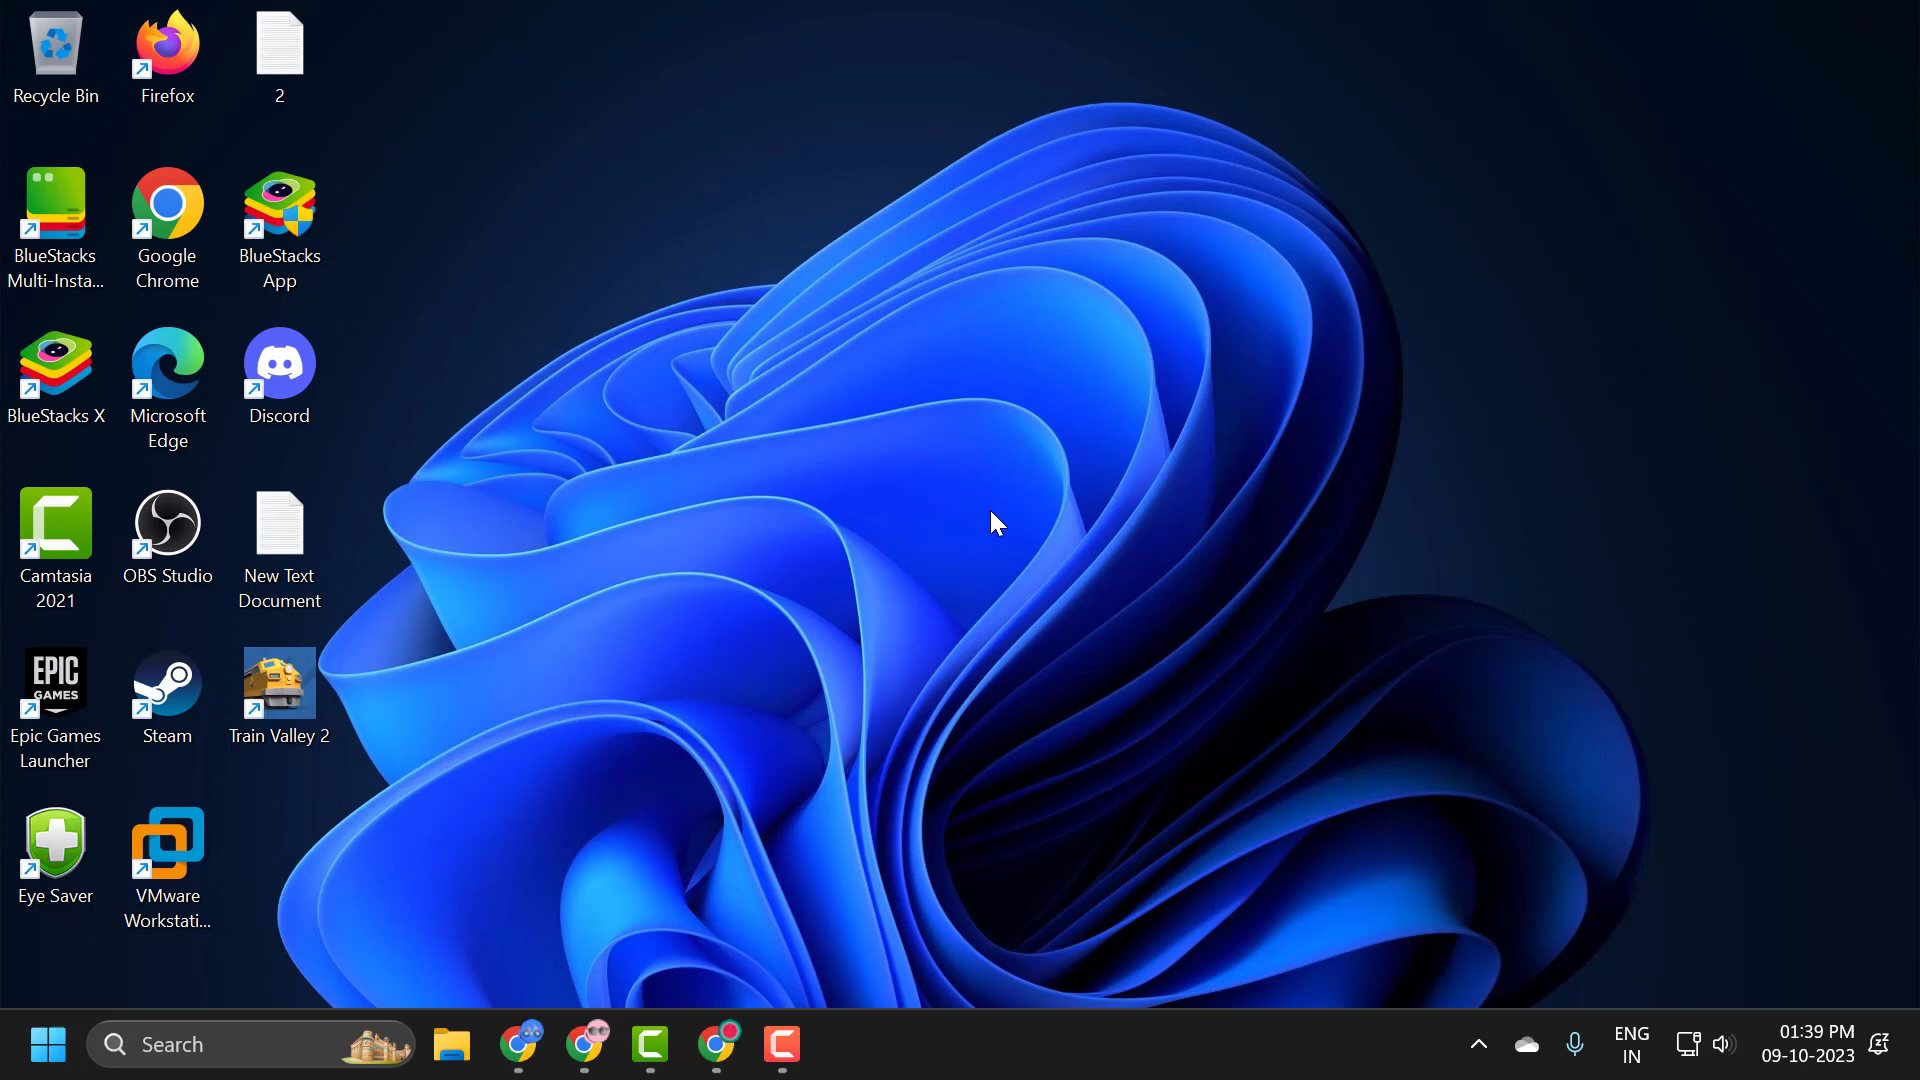 Recycle Bin
Firefox
2
BlueStacks
Multi-Insta...
Google
Chrome
BlueStacks
App
BlueStacks X
Microsoft
Edge
Discord
Camtasia
2021
OBS Studio
New Text
Document
EPIC
GAMES
Epic Games
Launcher
Steam
Train Valley 2
Eye Saver
VMware
Workstati...
Search
ENG
IN
01:39 PM
09-10-2023